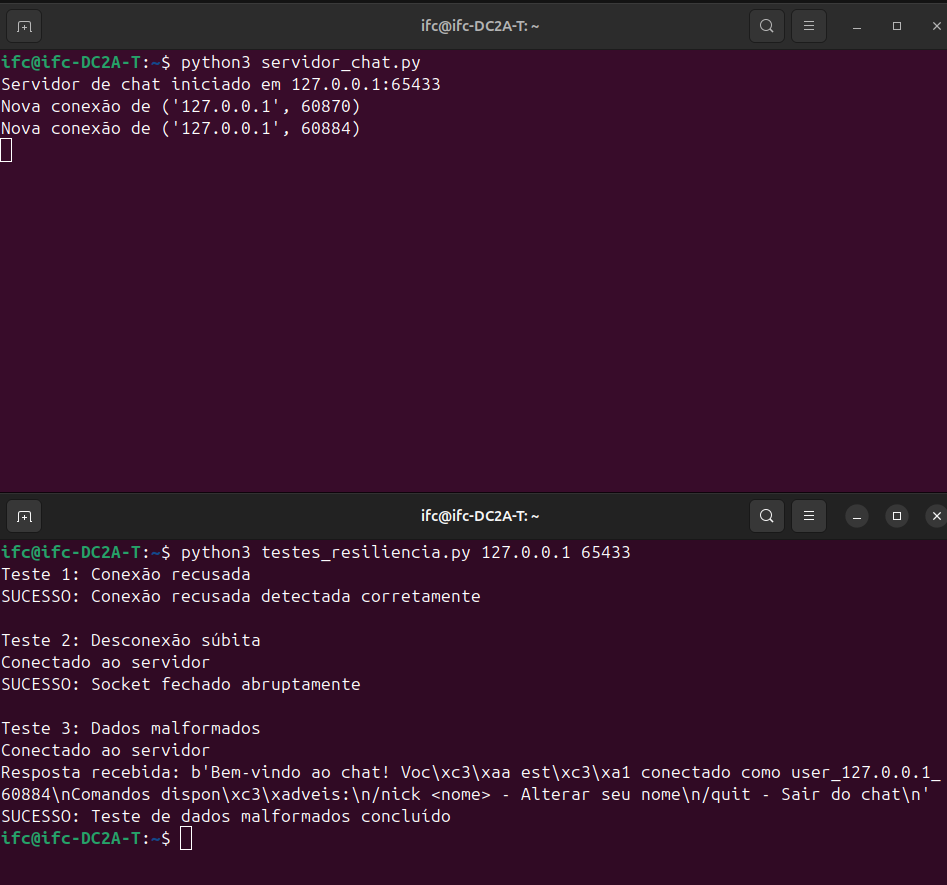 ifc@ifc-DC2A-T: ~
ifc@ifc-DC2A-T:~$ python3 servidor_chat.py
Servidor de chat iniciado em 127.0.0.1:65433
Nova conexão de ('127.0.0.1', 60870)
Nova conexão de ('127.0.0.1', 60884)
ifc@ifc-DC2A-T: ~
ifc@ifc-DC2A-T:~$ python3 testes_resiliencia.py 127.0.0.1 65433
Teste 1: Conexão recusada
SUCESSO: Conexão recusada detectada corretamente
Teste 2: Desconexão súbita
Conectado ao servidor
SUCESSO: Socket fechado abruptamente
Teste 3: Dados malformados
Conectado ao servidor
Resposta recebida: b'Bem-vindo ao chat! Voc\xc3\xaa est\xc3\xa1 conectado como user_127.0.0.1_
60884\nComandos dispon\xc3\xadveis:\n/nick <nome> - Alterar seu nome\n/quit - Sair do chat\n'
SUCESSO: Teste de dados malformados concluído
ifc@ifc-DC2A-T:~$